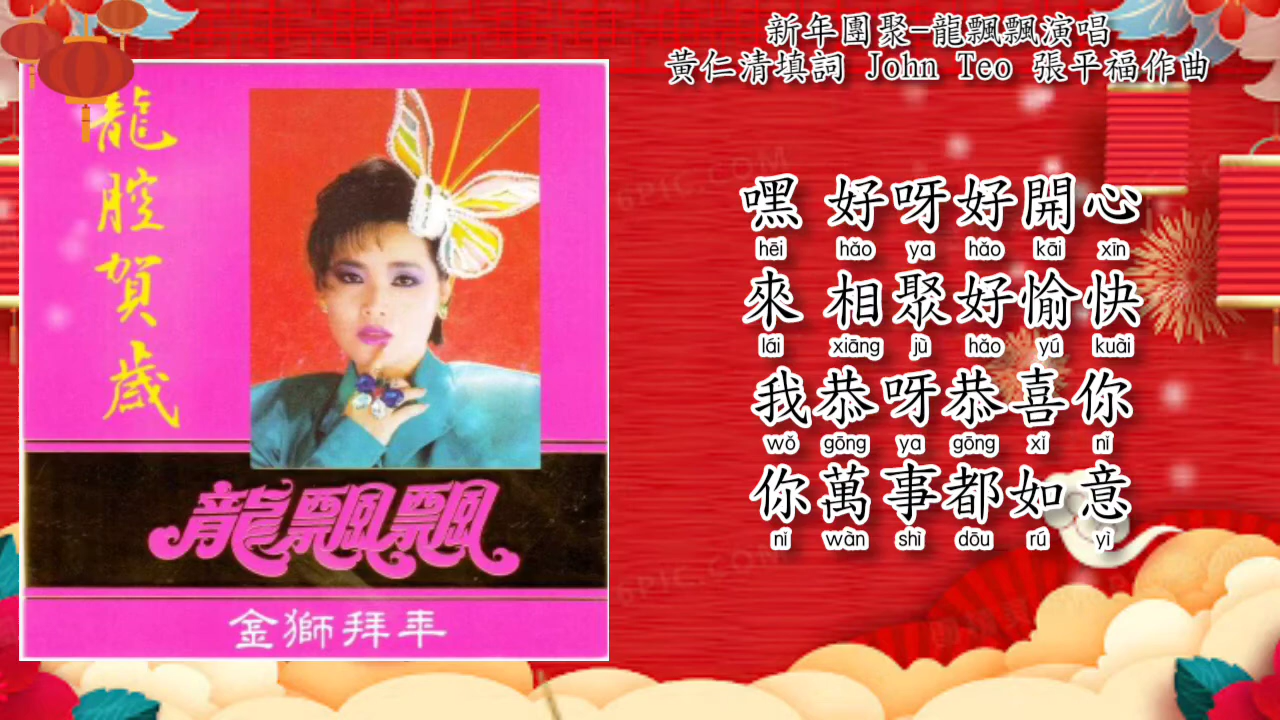 新年團聚-龍飄飄演唱
黃仁清填詞 John Teo 張平福作曲
龍腔賀歲
龍飄飄
金獅拜年
嘿 好呀好開心
hēi hǎo ya hǎo kāi xīn
來 相聚好愉快
lái xiāng jù hǎo yú kuài
我恭呀恭喜你
wǒ gōng ya gōng xǐ nǐ
你萬事都如意
nǐ wàn shì dōu rú yì